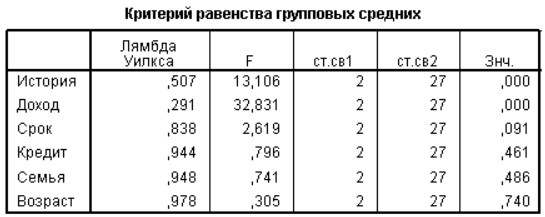 Критерий равенства групповых средних
Лямбда Уилкса F ст.св1 ст.св2 Знч.
История ,507 13,106 2 27 ,000
Доход ,291 32,831 2 27 ,000
Срок ,838 2,619 2 27 ,091
Кредит ,944 ,796 2 27 ,461
Семья ,948 ,741 2 27 ,486
Возраст ,978 ,305 2 27 ,740